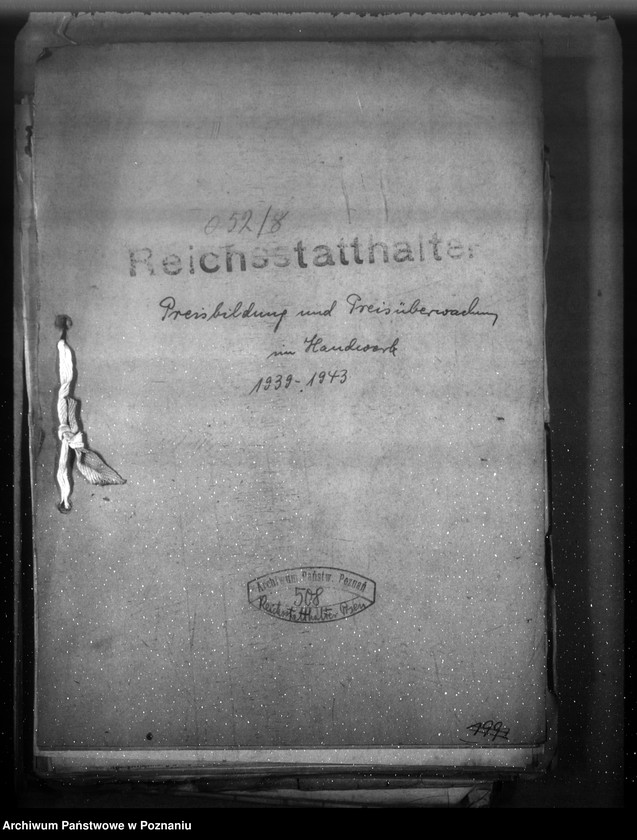 052/8
Reichsstatthalter
Preisbildung und Preisüberwachung
im Handwerk
1939-1943
Archiwum Państw. Poznań
508
Reichsstatthalter Posen
Archiwum Państwowe w Poznaniu